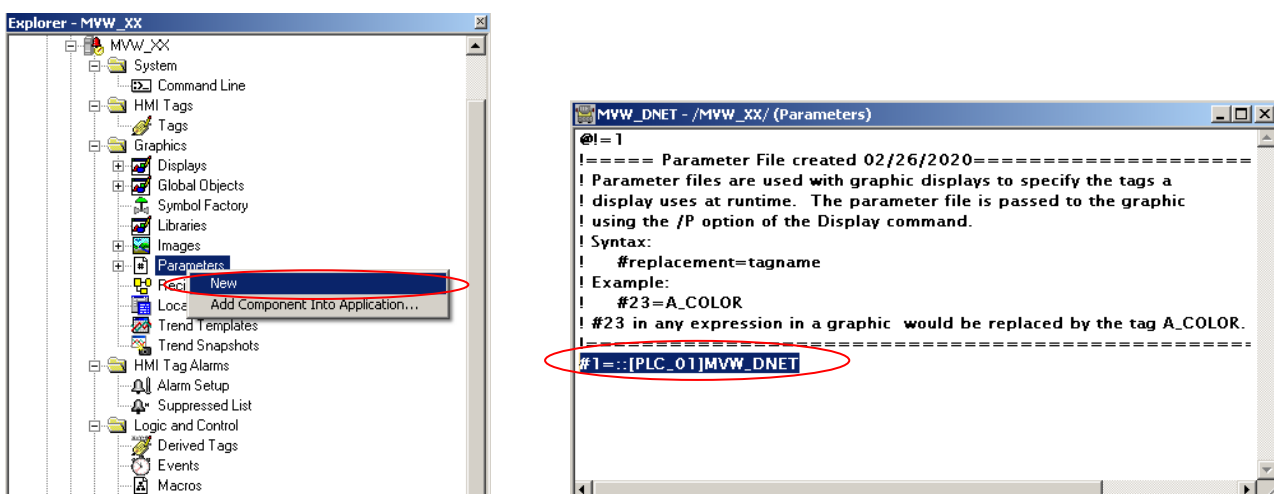 Explorer - MVW_XX
MVW_XX
System
Command Line
HMI Tags
Tags
Graphics
Displays
Global Objects
Symbol Factory
Libraries
Images
Parameters
Reci
New
Loca
Add Component Into Application...
Trend Templates
Trend Snapshots
HMI Tag Alarms
Alarm Setup
Suppressed List
Logic and Control
Derived Tags
Events
Macros
MVW_DNET - /MVW_XX/ (Parameters)
@!=1
!===== Parameter File created 02/26/2020====================
! Parameter files are used with graphic displays to specify the tags a
! display uses at runtime.  The parameter file is passed to the graphic
! using the /P option of the Display command.
! Syntax:
!    #replacement=tagname
! Example:
!    #23=A_COLOR
! #23 in any expression in a graphic  would be replaced by the tag A_COLOR.
!================================================
#1=::[PLC_01]MVW_DNET